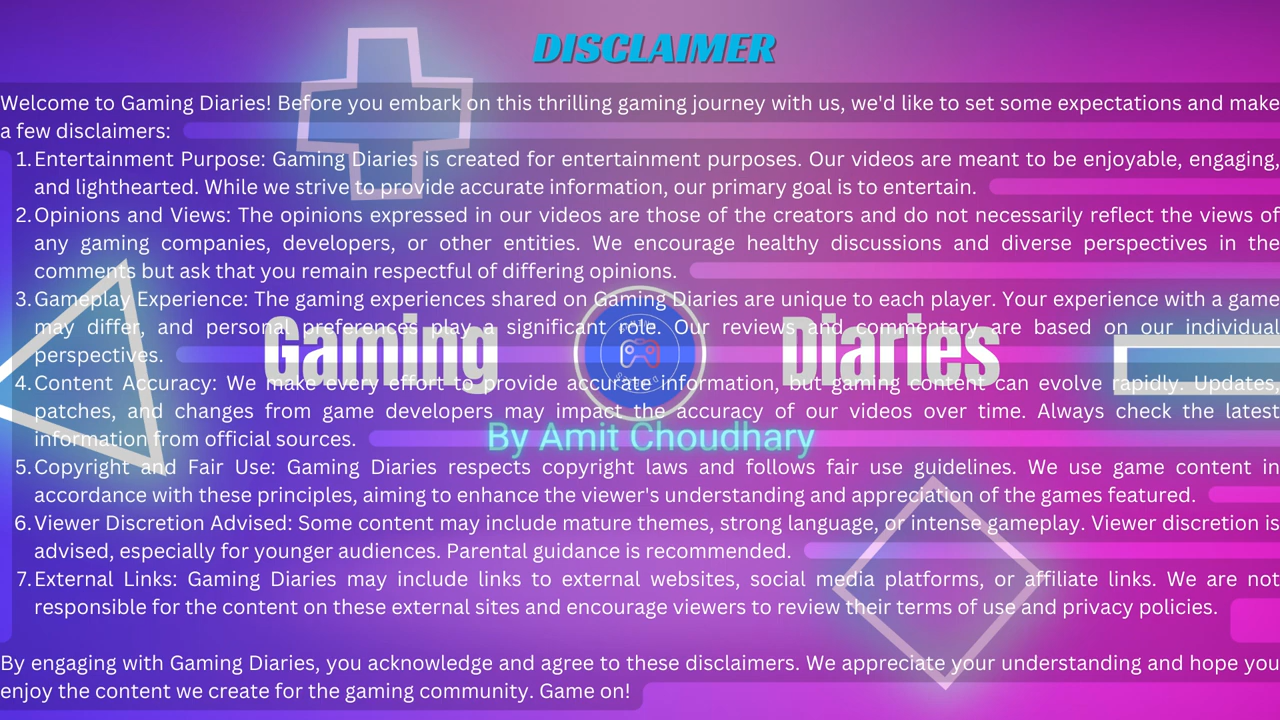 DISCLAIMER
Welcome to Gaming Diaries! Before you embark on this thrilling gaming journey with us, we'd like to set some expectations and make
a few disclaimers:
1. Entertainment Purpose: Gaming Diaries is created for entertainment purposes. Our videos are meant to be enjoyable, engaging,
and lighthearted. While we strive to provide accurate information, our primary goal is to entertain.
2. Opinions and Views: The opinions expressed in our videos are those of the creators and do not necessarily reflect the views of
any gaming companies, developers, or other entities. We encourage healthy discussions and diverse perspectives in the
comments but ask that you remain respectful of differing opinions.
3. Gameplay Experience: The gaming experiences shared on Gaming Diaries are unique to each player. Your experience with a game
may differ, and personal preferences play a significant role. Our reviews and commentary are based on our individual
perspectives.
Gaming Diaries
4. Content Accuracy: We make every effort to provide accurate information, but gaming content can evolve rapidly. Updates,
patches, and changes from game developers may impact the accuracy of our videos over time. Always check the latest
information from official sources.
By Amit Choudhary
5. Copyright and Fair Use: Gaming Diaries respects copyright laws and follows fair use guidelines. We use game content in
accordance with these principles, aiming to enhance the viewer's understanding and appreciation of the games featured.
6. Viewer Discretion Advised: Some content may include mature themes, strong language, or intense gameplay. Viewer discretion is
advised, especially for younger audiences. Parental guidance is recommended.
7. External Links: Gaming Diaries may include links to external websites, social media platforms, or affiliate links. We are not
responsible for the content on these external sites and encourage viewers to review their terms of use and privacy policies.
By engaging with Gaming Diaries, you acknowledge and agree to these disclaimers. We appreciate your understanding and hope you
enjoy the content we create for the gaming community. Game on!